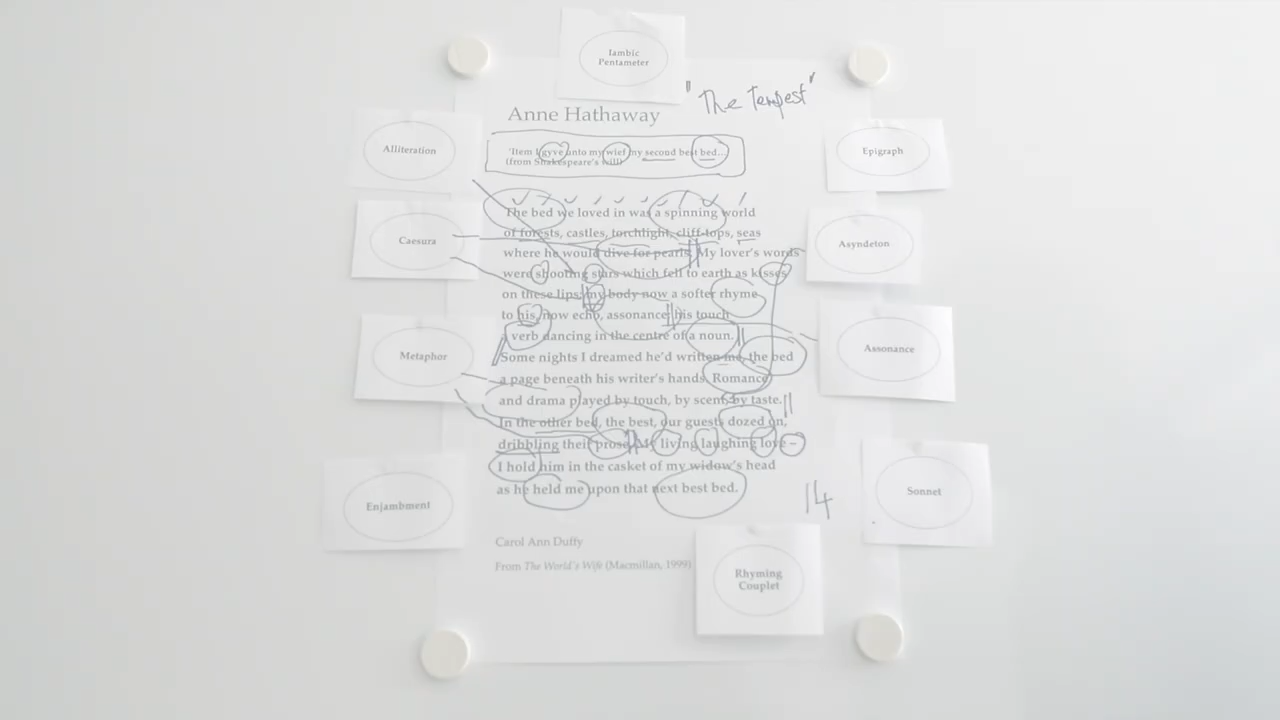 Iambic
Pentameter
"The Tempest"
Anne Hathaway
Alliteration
'Item I gyve unto my wief my second best bed...'
(from Shakespeare's will)
Epigraph
The bed we loved in was a spinning world
of forests, castles, torchlight, cliff-tops, seas
Caesura
Asyndeton
where he would dive for pearls. My lover's words
were shooting stars which fell to earth as kisses
on these lips; my body now a softer rhyme
to his, now echo, assonance; his touch
a verb dancing in the centre of a noun.
Metaphor
Assonance
Some nights I dreamed he'd written me, the bed
a page beneath his writer's hands. Romance
and drama played by touch, by scent, by taste.
In the other bed, the best, our guests dozed on,
dribbling their prose. My living laughing love –
I hold him in the casket of my widow's head
as he held me upon that next best bed.
Enjambment
14
Sonnet
Carol Ann Duffy
From The World's Wife (Macmillan, 1999)
Rhyming
Couplet